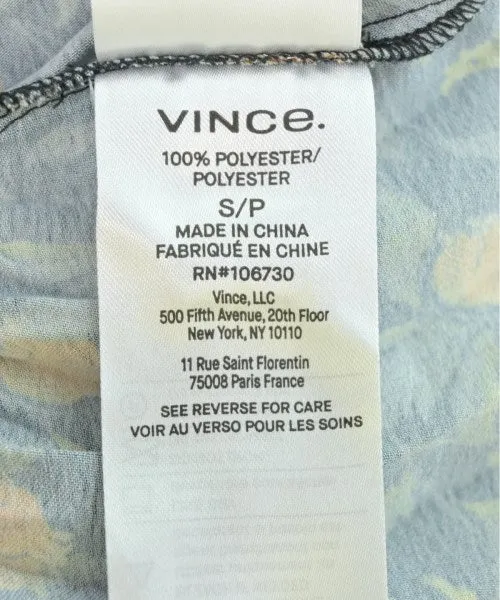 VINCE.
100% POLYESTER/
POLYESTER
S/P
MADE IN CHINA
FABRIQUÉ EN CHINE
RN#106730
Vince, LLC
500 Fifth Avenue, 20th Floor
New York, NY 10110
11 Rue Saint Florentin
75008 Paris France
SEE REVERSE FOR CARE
VOIR AU VERSO POUR LES SOINS